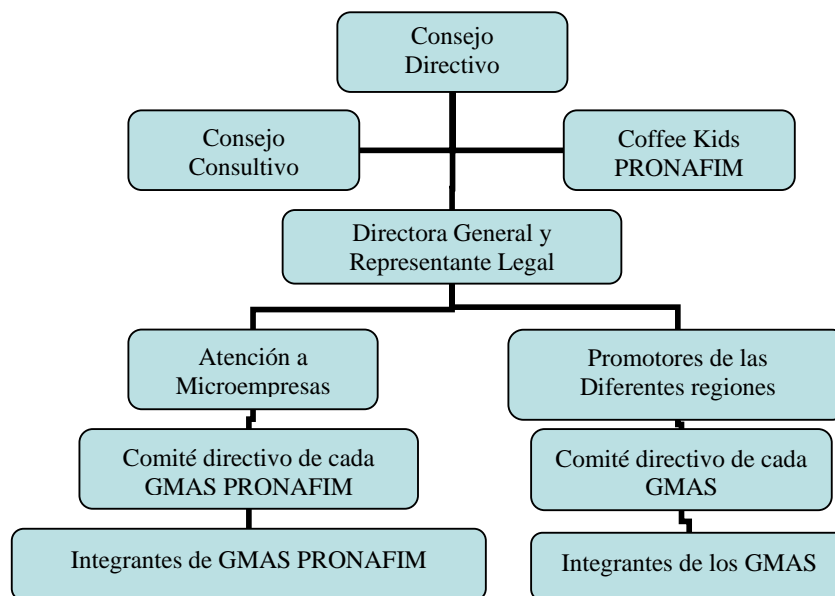 Consejo
Directivo
Consejo
Consultivo
Coffee Kids
PRONAFIM
Directora General y
Representante Legal
Atención a
Microempresas
Promotores de las
Diferentes regiones
Comité directivo de cada
GMAS PRONAFIM
Comité directivo de cada
GMAS
Integrantes de GMAS PRONAFIM
Integrantes de los GMAS